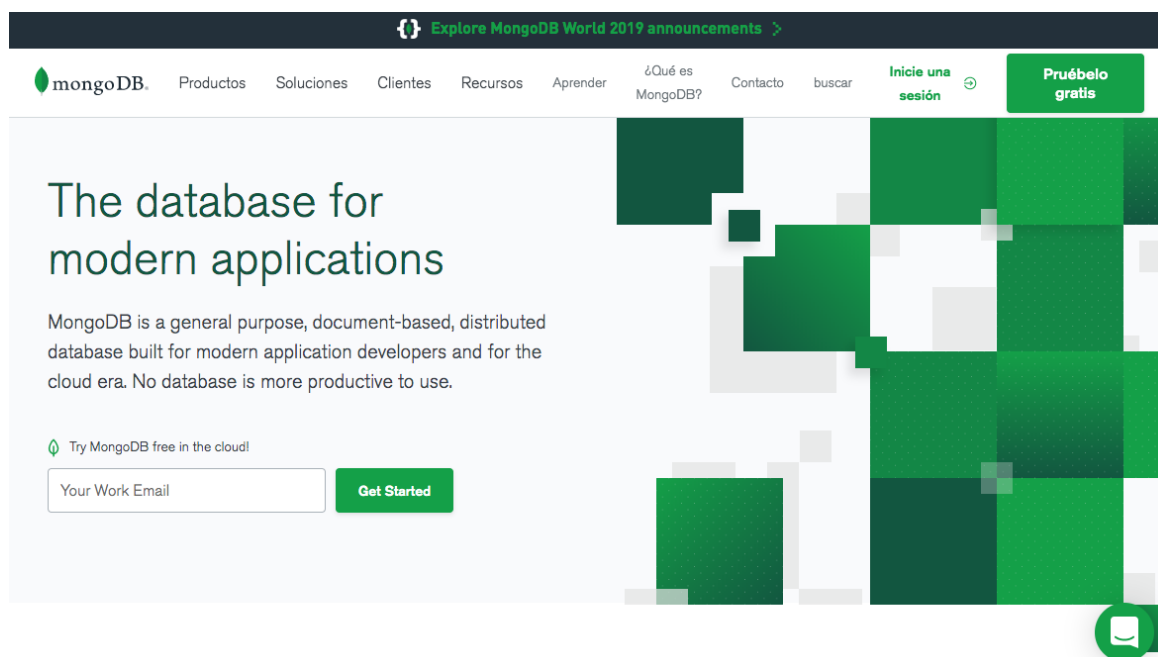 Explore MongoDB World 2019 announcements
mongoDB.
Productos
Soluciones
Clientes
Recursos
Aprender
¿Qué es
MongoDB?
Contacto
buscar
Inicie una
sesión
Pruébelo
gratis
The database for
modern applications
MongoDB is a general purpose, document-based, distributed
database built for modern application developers and for the
cloud era. No database is more productive to use.
Try MongoDB free in the cloud!
Your Work Email
Get Started